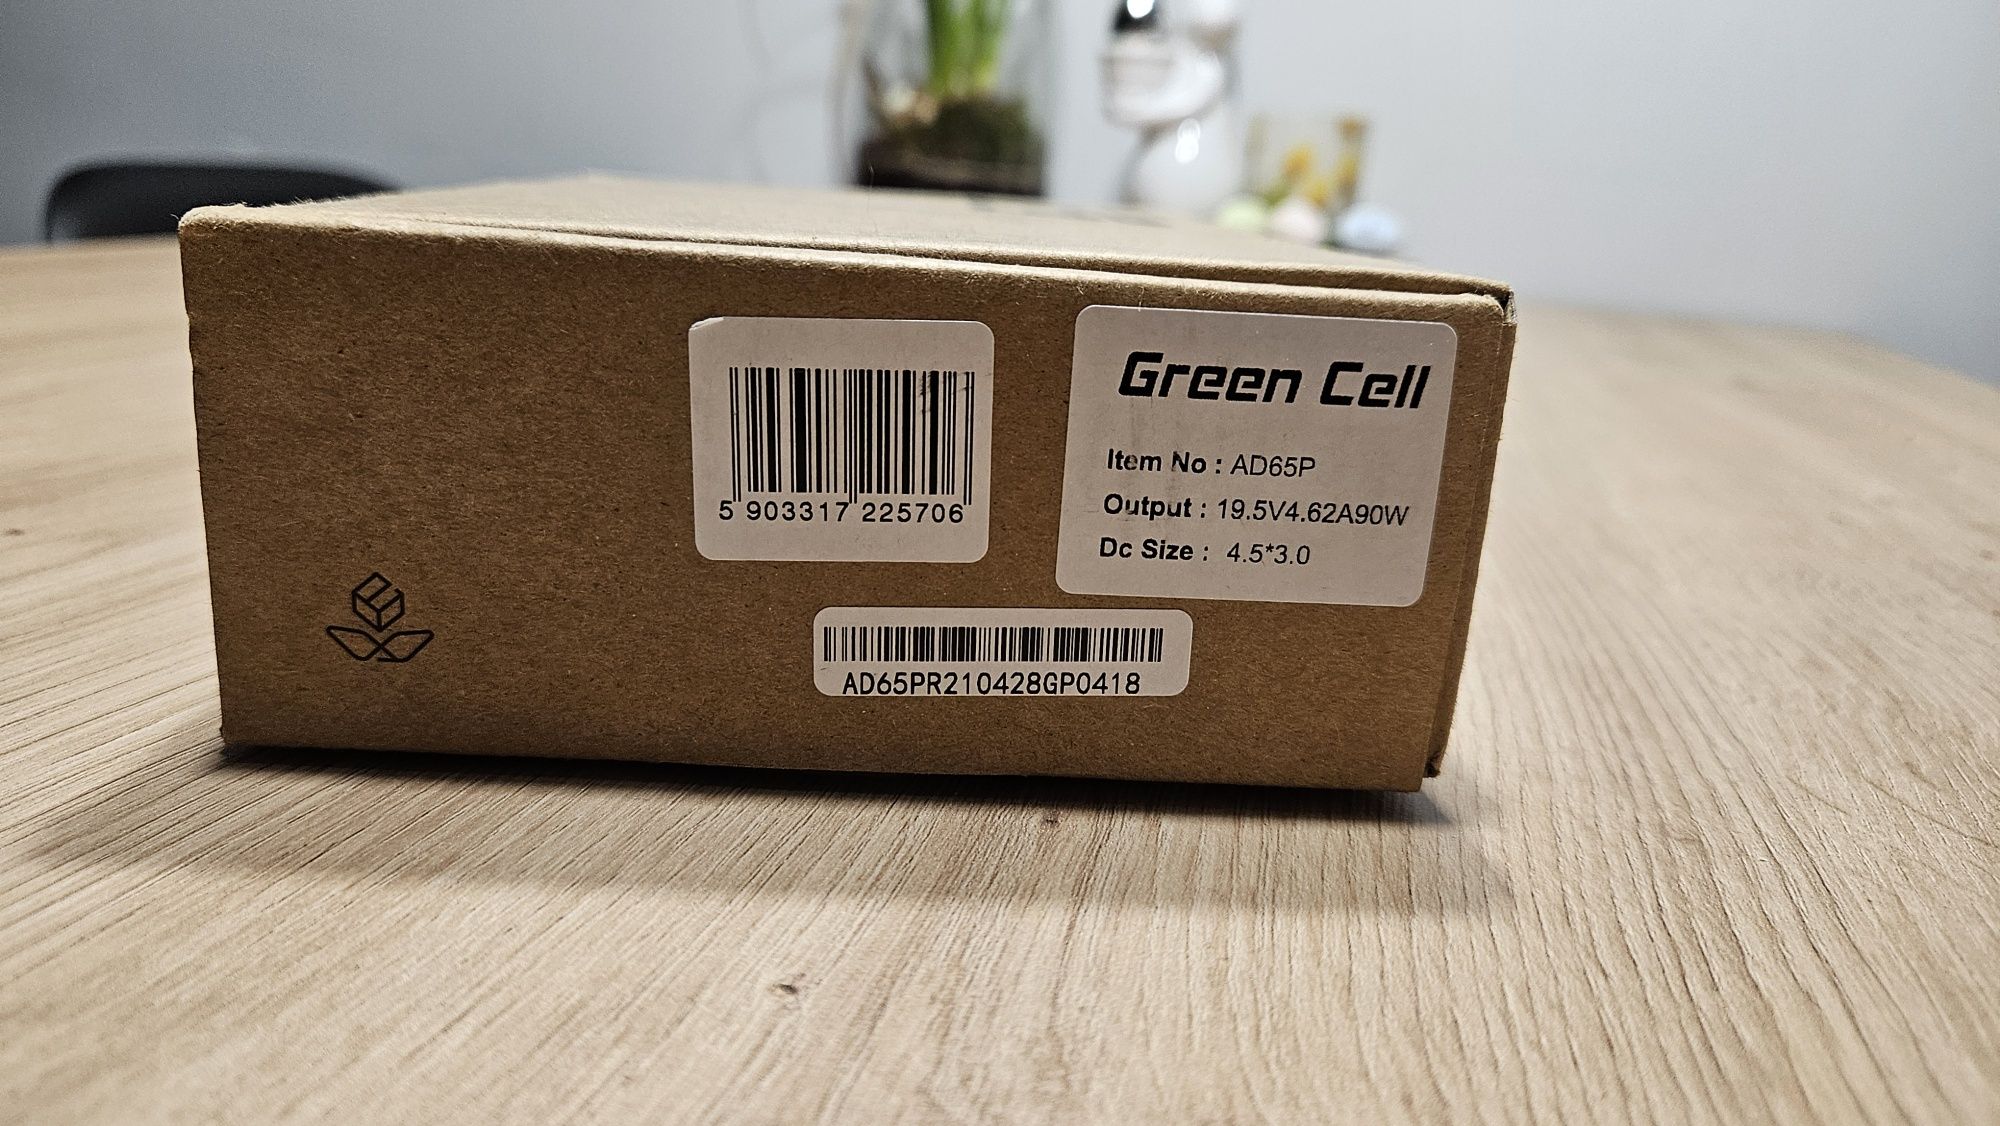 5 903317 225706
Green Cell
Item No : AD65P
Output : 19.5V4.62A90W
Dc Size : 4.5*3.0
AD65PR210428GP0418